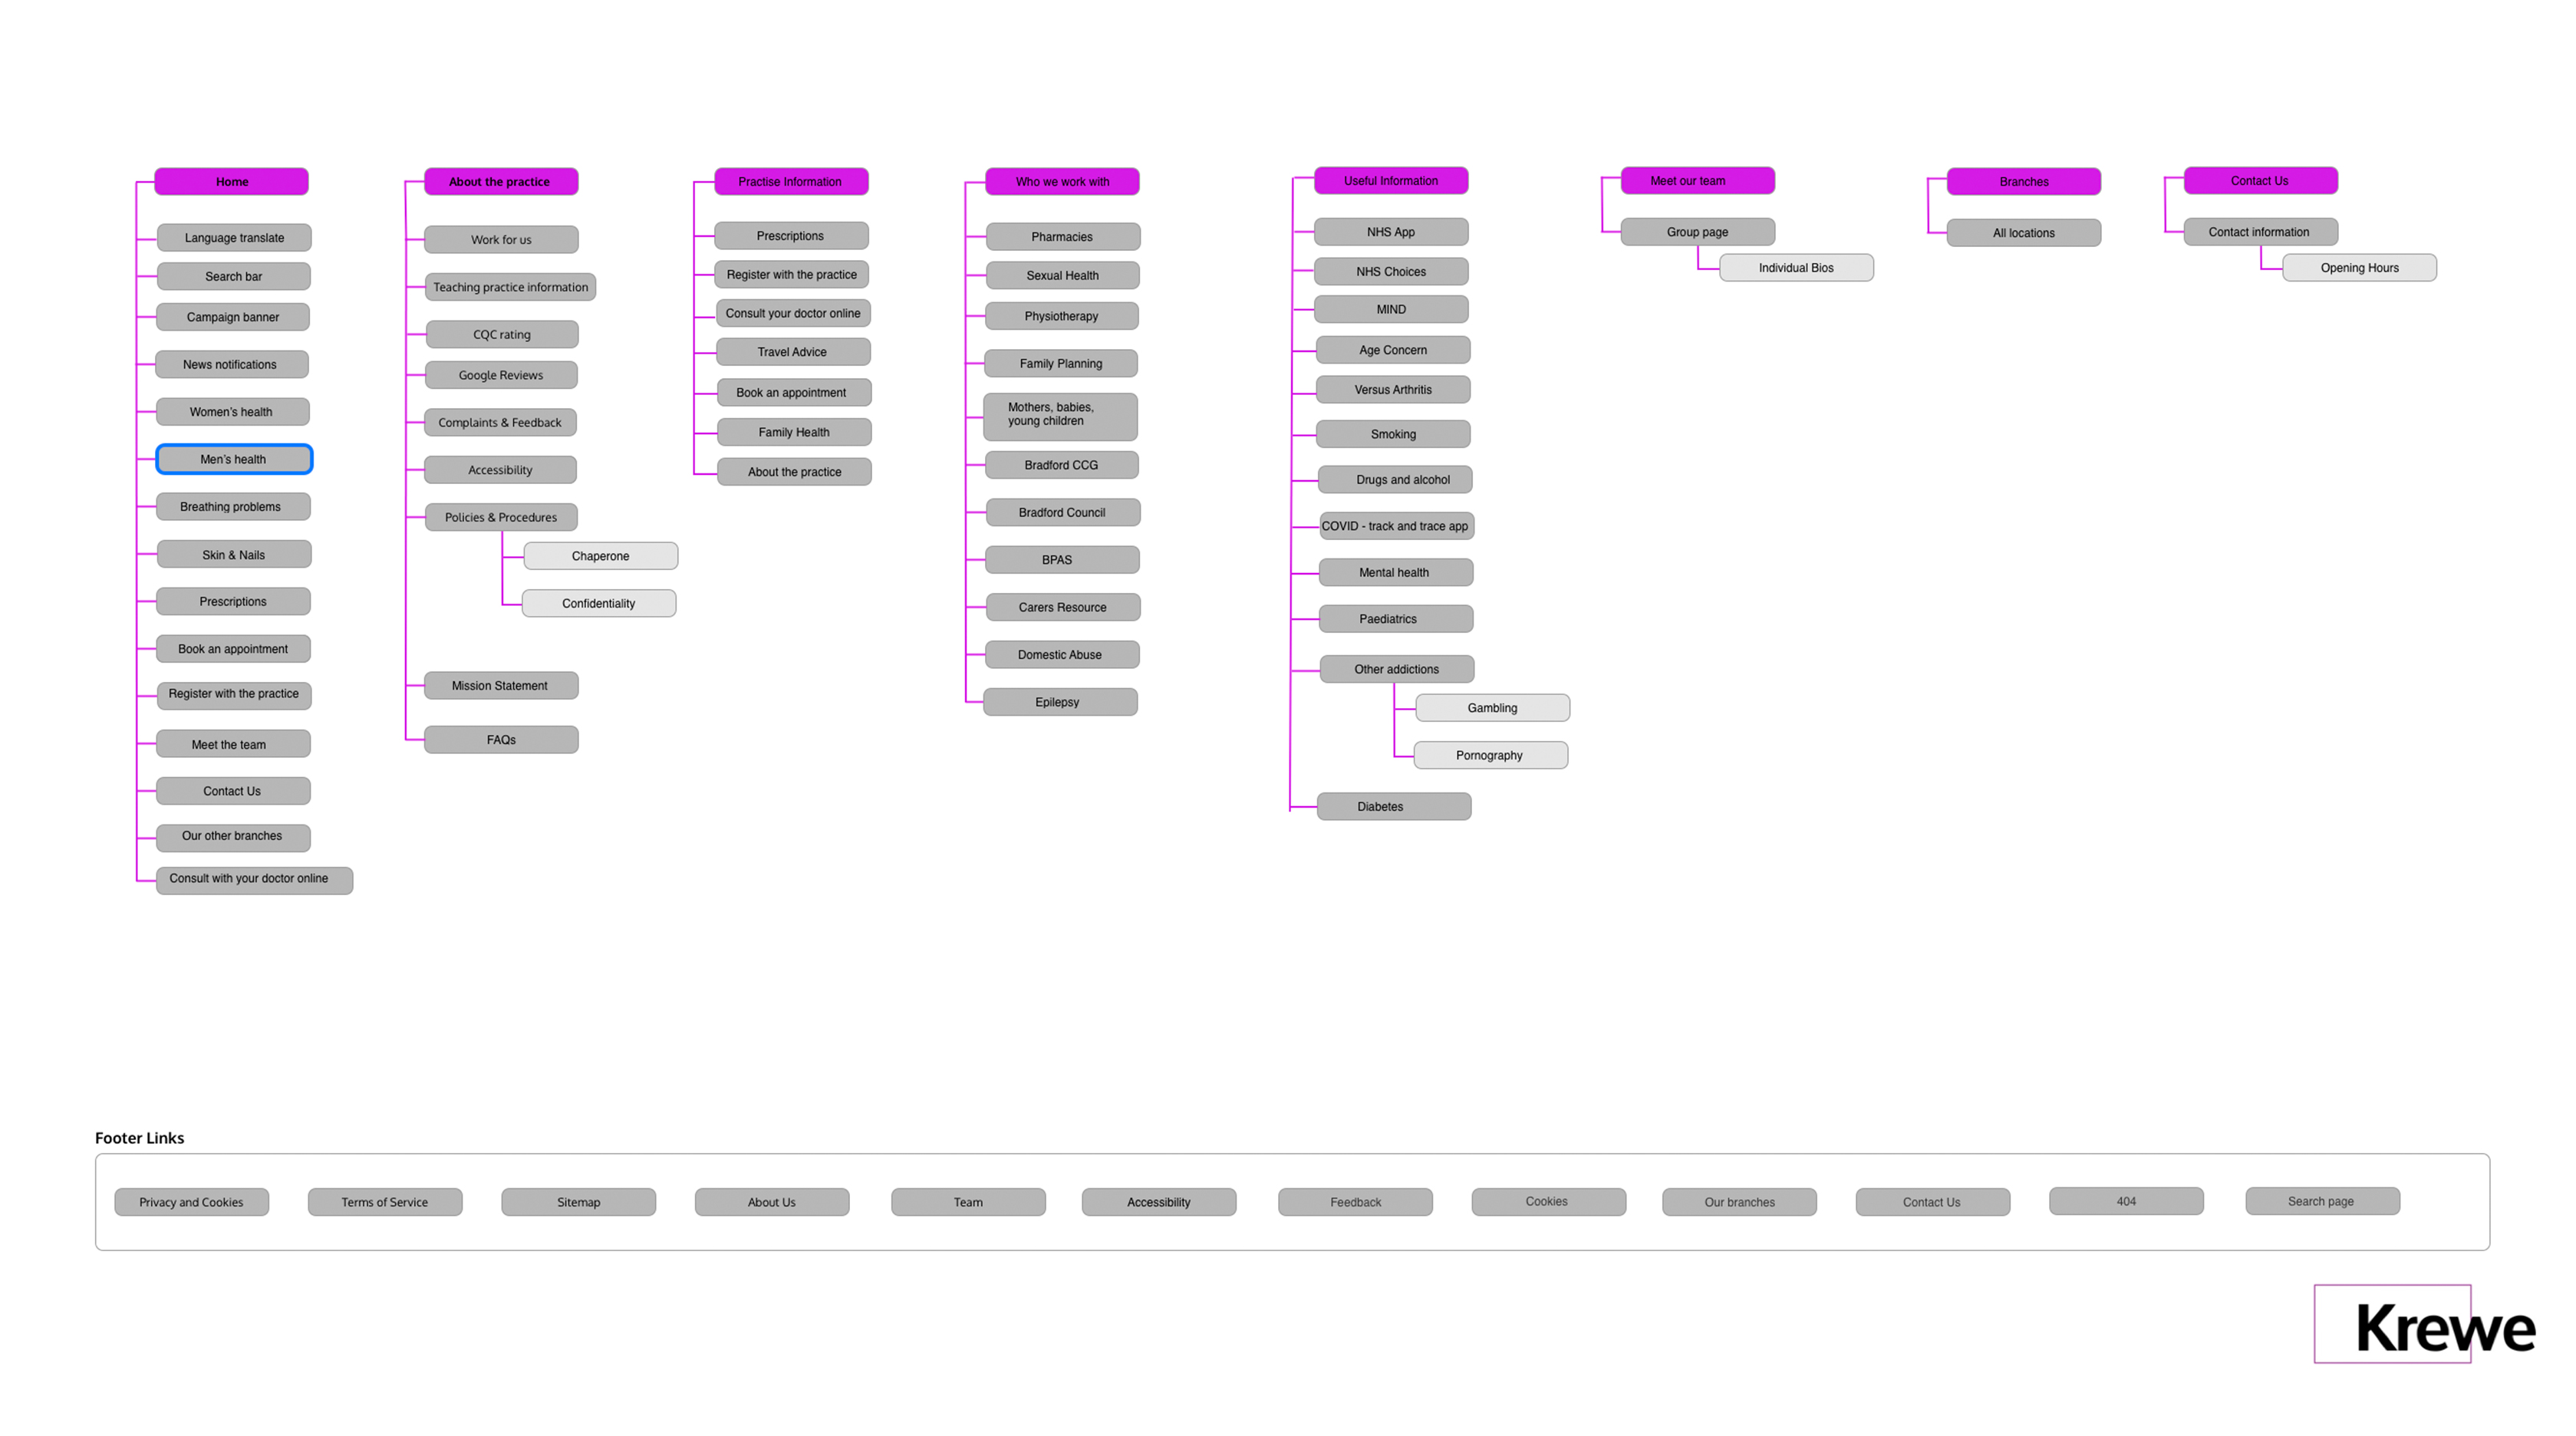 Home
Language translate
Search bar
Campaign banner
News notifications
Women’s health
Men’s health
Breathing problems
Skin & Nails
Prescriptions
Book an appointment
Register with the practice
Meet the team
Contact Us
Our other branches
Consult with your doctor online
About the practice
Work for us
Teaching practice information
CQC rating
Google Reviews
Complaints & Feedback
Accessibility
Policies & Procedures
Chaperone
Confidentiality
Mission Statement
FAQs
Practise Information
Prescriptions
Register with the practice
Consult your doctor online
Travel Advice
Book an appointment
Family Health
About the practice
Who we work with
Pharmacies
Sexual Health
Physiotherapy
Family Planning
Mothers, babies,
young children
Bradford CCG
Bradford Council
BPAS
Carers Resource
Domestic Abuse
Epilepsy
Useful Information
NHS App
NHS Choices
MIND
Age Concern
Versus Arthritis
Smoking
Drugs and alcohol
COVID - track and trace app
Mental health
Paediatrics
Other addictions
Gambling
Pornography
Diabetes
Meet our team
Group page
Individual Bios
Branches
All locations
Contact Us
Contact information
Opening Hours
Footer Links
Privacy and Cookies
Terms of Service
Sitemap
About Us
Team
Accessibility
Feedback
Cookies
Our branches
Contact Us
404
Search page
Krewe